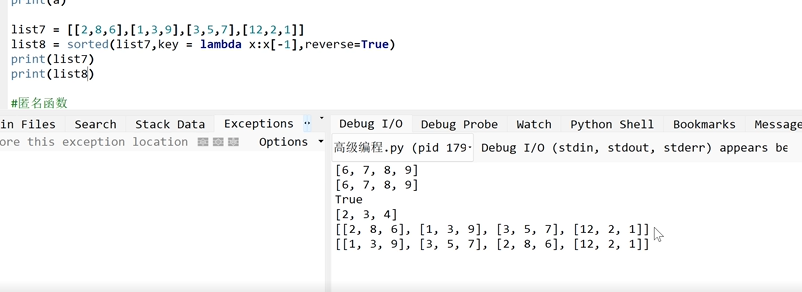 print(a)
list7 = [[2,8,6],[1,3,9],[3,5,7],[12,2,1]]
list8 = sorted(list7,key = lambda x:x[-1],reverse=True)
print(list7)
print(list8)
#匿名函数
in Files Search Stack Data Exceptions Debug I/O Debug Probe Watch Python Shell Bookmarks Message
ore this exception location Options 高级编程.py (pid 179 Debug I/O (stdin, stdout, stderr) appears be
[6, 7, 8, 9]
[6, 7, 8, 9]
True
[2, 3, 4]
[[2, 8, 6], [1, 3, 9], [3, 5, 7], [12, 2, 1]]
[[1, 3, 9], [3, 5, 7], [2, 8, 6], [12, 2, 1]]